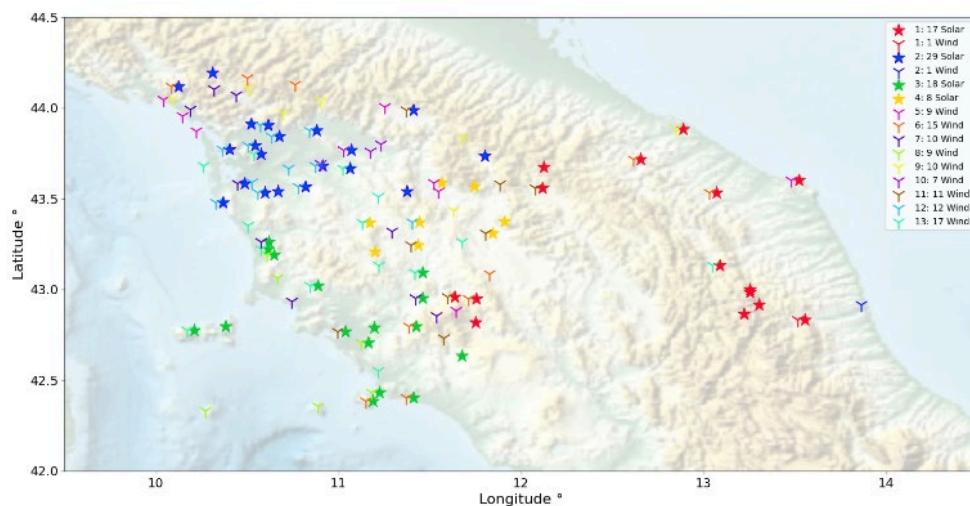 44.5
44.0
43.5
43.0
42.5
42.0
Latitude °
10
11
12
13
14
Longitude °
1: 17 Solar
1: 1 Wind
2: 29 Solar
2: 1 Wind
3: 18 Solar
4: 8 Solar
5: 9 Wind
6: 15 Wind
7: 10 Wind
8: 9 Wind
9: 10 Wind
10: 7 Wind
11: 11 Wind
12: 12 Wind
13: 17 Wind